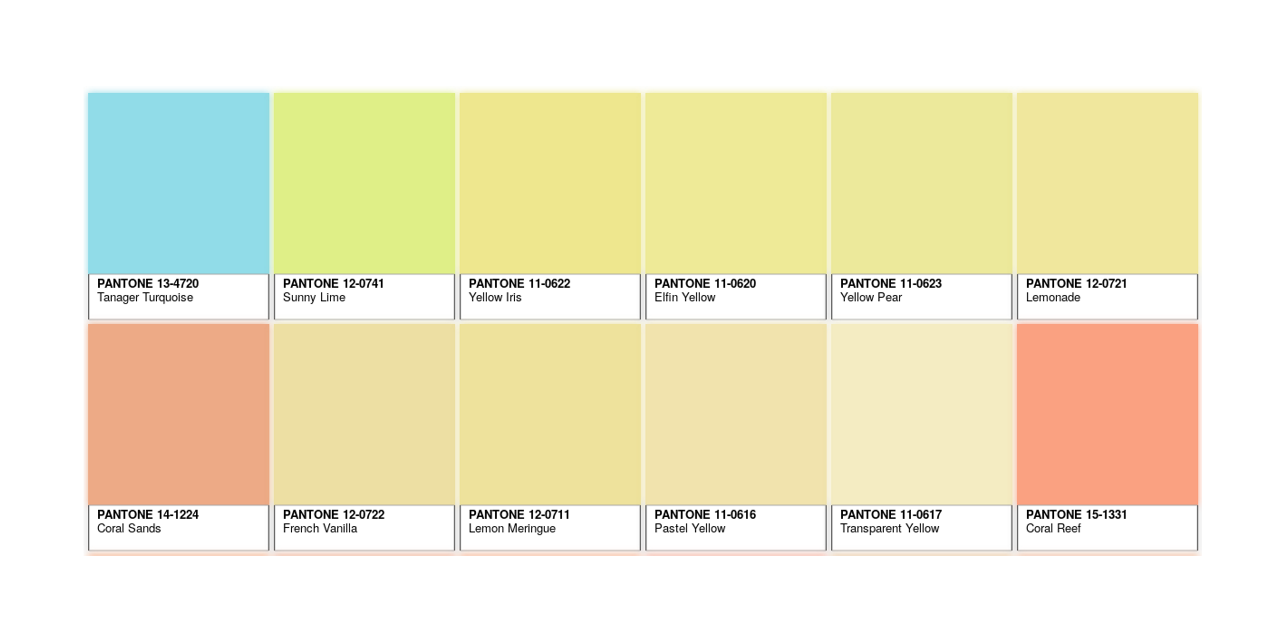 PANTONE 13-4720
Tanager Turquoise
PANTONE 12-0741
Sunny Lime
PANTONE 11-0622
Yellow Iris
PANTONE 11-0620
Elfin Yellow
PANTONE 11-0623
Yellow Pear
PANTONE 12-0721
Lemonade
PANTONE 14-1224
Coral Sands
PANTONE 12-0722
French Vanilla
PANTONE 12-0711
Lemon Meringue
PANTONE 11-0616
Pastel Yellow
PANTONE 11-0617
Transparent Yellow
PANTONE 15-1331
Coral Reef